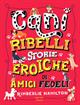 CANI
RIBELLI
STORIE
EROICHE
DI
AMICI
FEDELI
KIMBERLIE HAMILTON